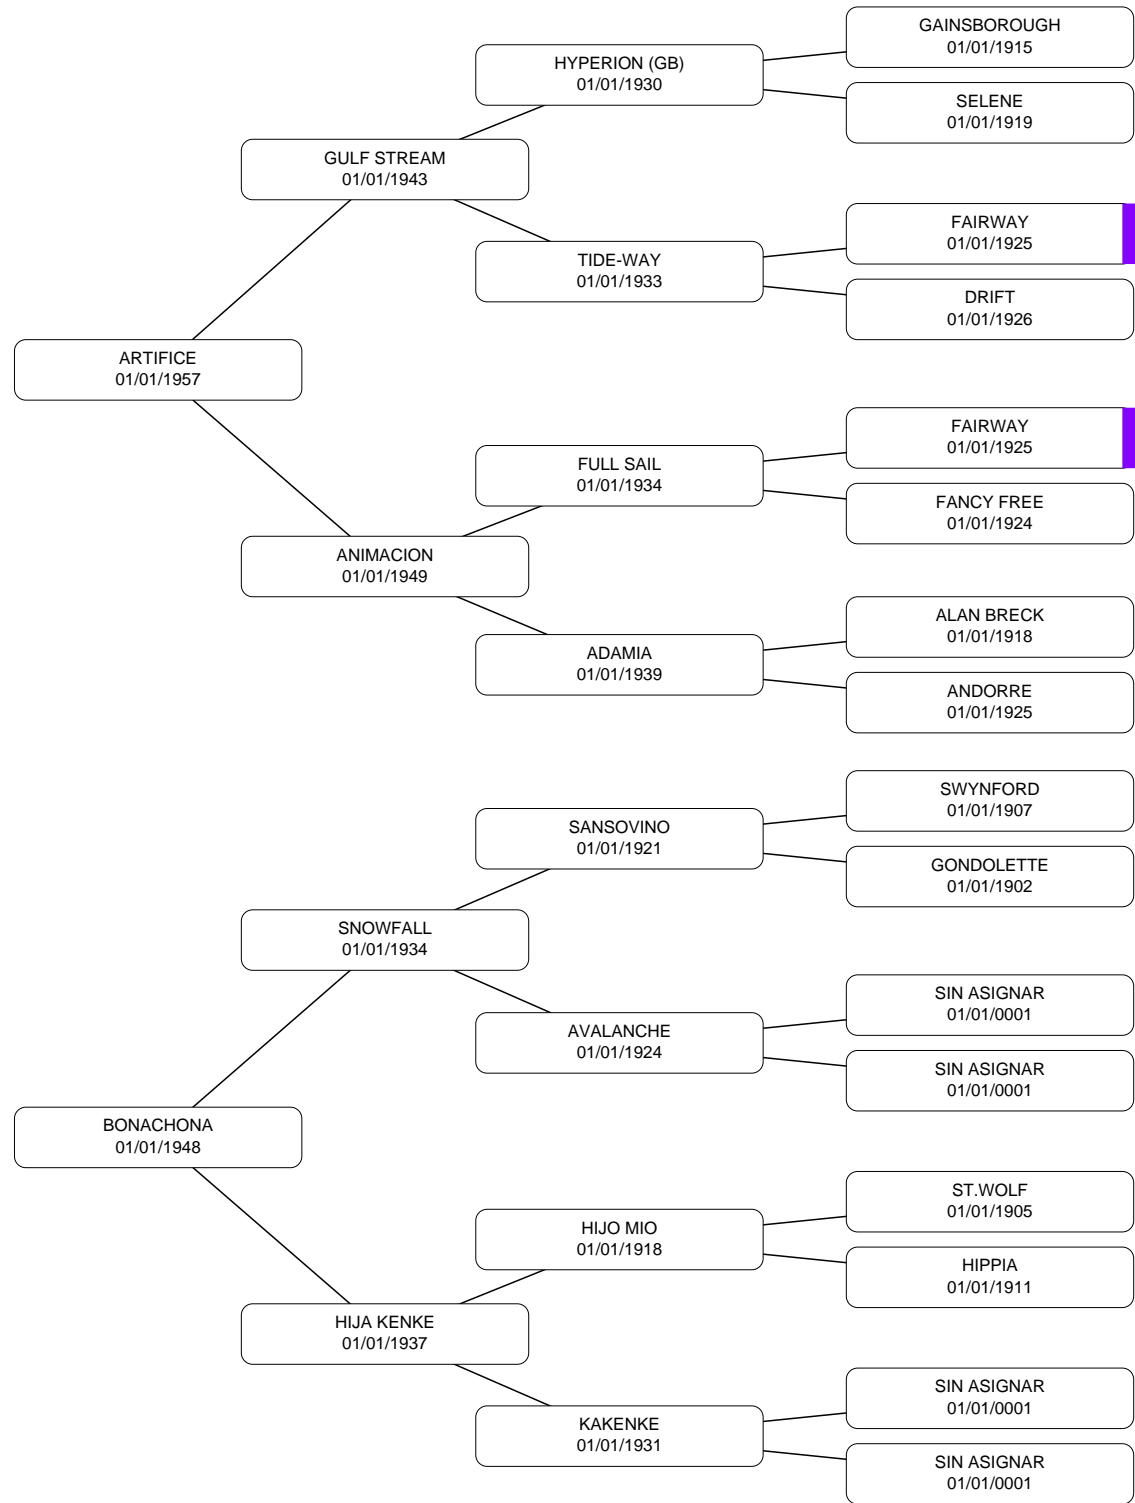 GAINSBOROUGH
01/01/1915
HYPERION (GB)
01/01/1930
SELENE
01/01/1919
GULF STREAM
01/01/1943
FAIRWAY
01/01/1925
TIDE-WAY
01/01/1933
DRIFT
01/01/1926
ARTIFICE
01/01/1957
FAIRWAY
01/01/1925
FULL SAIL
01/01/1934
FANCY FREE
01/01/1924
ANIMACION
01/01/1949
ALAN BRECK
01/01/1918
ADAMIA
01/01/1939
ANDORRE
01/01/1925
SWYNFORD
01/01/1907
SANSOVINO
01/01/1921
GONDOLETTE
01/01/1902
SNOWFALL
01/01/1934
SIN ASIGNAR
01/01/0001
AVALANCHE
01/01/1924
SIN ASIGNAR
01/01/0001
BONACHONA
01/01/1948
ST.WOLF
01/01/1905
HIJO MIO
01/01/1918
HIPPIA
01/01/1911
HIJA KENKE
01/01/1937
SIN ASIGNAR
01/01/0001
KAKENKE
01/01/1931
SIN ASIGNAR
01/01/0001